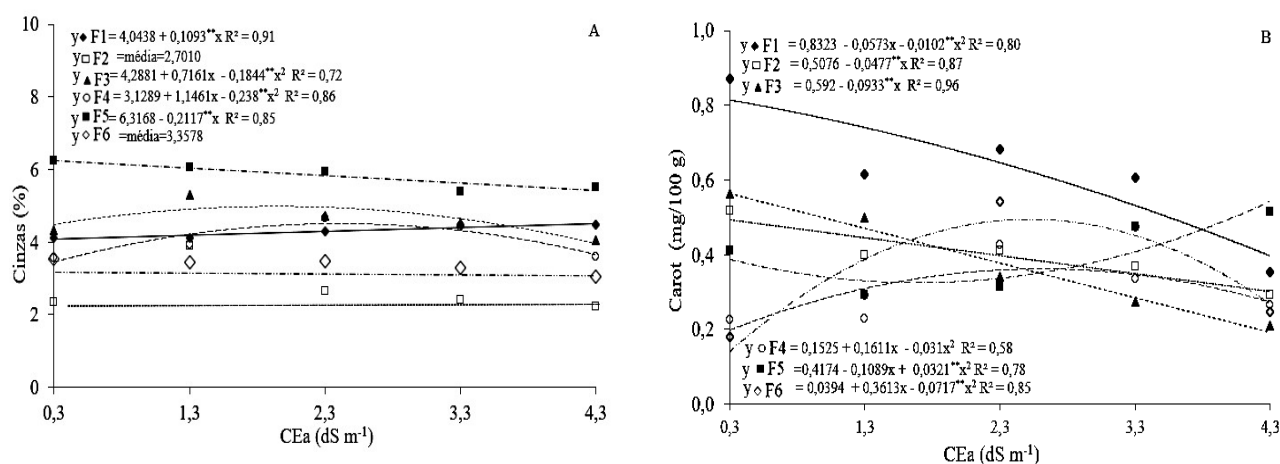 A
y F1 = 4,0438 + 0,1093**x R² = 0,91
y F2 =média=2,7010
y F3 = 4,2881 + 0,7161x - 0,1844**x² R² = 0,72
y F4 = 3,1289 + 1,1461x - 0,238**x² R² = 0,86
y F5 = 6,3168 - 0,2117**x R² = 0,85
y F6 =média=3,3578
Cinzas (%)
10
8
6
4
2
0
0,3 1,3 2,3 3,3 4,3
CEa (dS m⁻¹)
B
y F1 = 0,8323 - 0,0573x - 0,0102**x² R² = 0,80
y F2 = 0,5076 - 0,0477**x R² = 0,87
y F3 = 0,592 - 0,0933**x R² = 0,96
Carot (mg/100 g)
1,0
0,8
0,6
0,4
0,2
0,0
y F4 = 0,1525 + 0,1611x - 0,031x² R² = 0,58
y F5 = 0,4174 - 0,1089x + 0,0321**x² R² = 0,78
y F6 = 0,0394 + 0,3613x - 0,0717**x² R² = 0,85
0,3 1,3 2,3 3,3 4,3
CEa (dS m⁻¹)